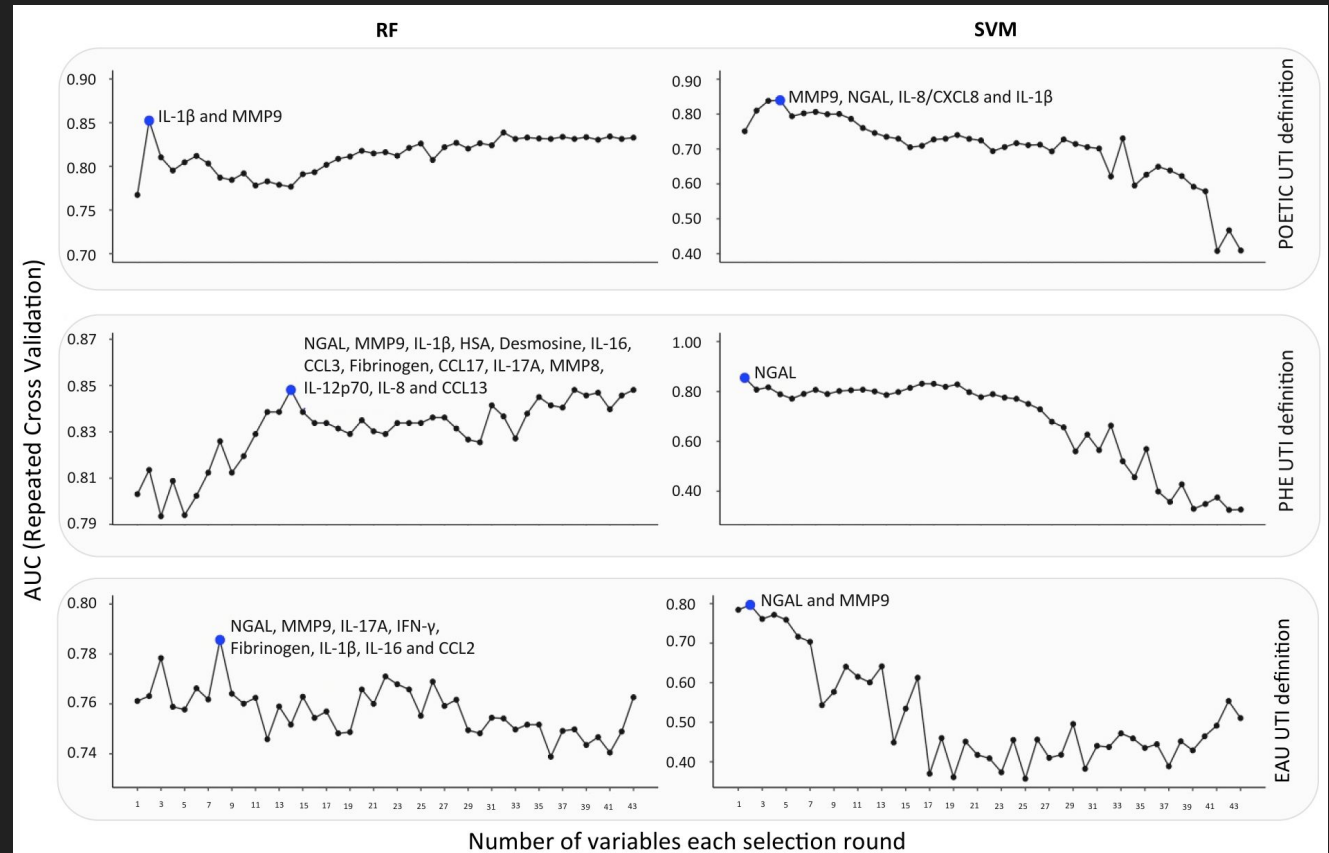 RF
SVM
AUC (Repeated Cross Validation)
0.90
0.85
0.80
0.75
0.70
IL-1β and MMP9
0.90
0.80
0.70
0.60
0.50
0.40
MMP9, NGAL, IL-8/CXCL8 and IL-1β
POETIC UTI definition
0.87
0.85
0.83
0.81
0.79
NGAL, MMP9, IL-1β, HSA, Desmosine, IL-16,
CCL3, Fibrinogen, CCL17, IL-17A, MMP8,
IL-12p70, IL-8 and CCL13
1.00
0.80
0.60
0.40
NGAL
PHE UTI definition
0.80
0.78
0.76
0.74
NGAL, MMP9, IL-17A, IFN-γ,
Fibrinogen, IL-1β, IL-16 and CCL2
1 3 5 7 9 11 13 15 17 19 21 23 25 27 29 31 33 35 37 39 41 43
0.80
0.70
0.60
0.50
0.40
NGAL and MMP9
1 3 5 7 9 11 13 15 17 19 21 23 25 27 29 31 33 35 37 39 41 43
EAU UTI definition
Number of variables each selection round